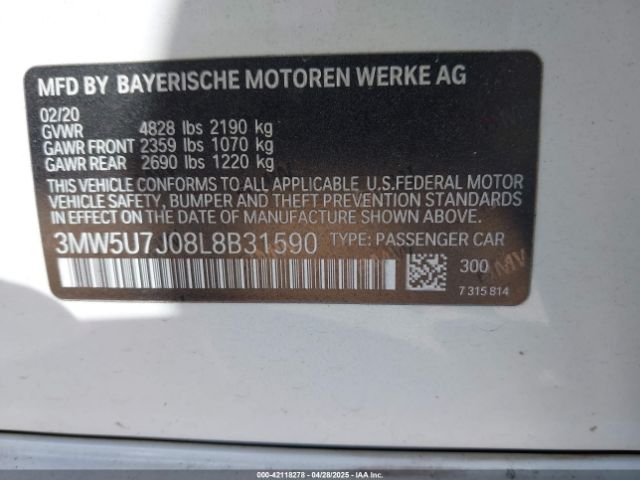 MFD BY BAYERISCHE MOTOREN WERKE AG
02/20
GVWR 4828 lbs 2190 kg
GAWR FRONT 2359 lbs 1070 kg
GAWR REAR 2690 lbs 1220 kg
THIS VEHICLE CONFORMS TO ALL APPLICABLE U.S.FEDERAL MOTOR
VEHICLE SAFETY, BUMPER AND THEFT PREVENTION STANDARDS
IN EFFECT ON THE DATE OF MANUFACTURE SHOWN ABOVE.
3MW5U7J08L8B31590 TYPE: PASSENGER CAR
300
7 315 814
BMW
000-42118278 - 04/28/2025 - IAA, Inc.